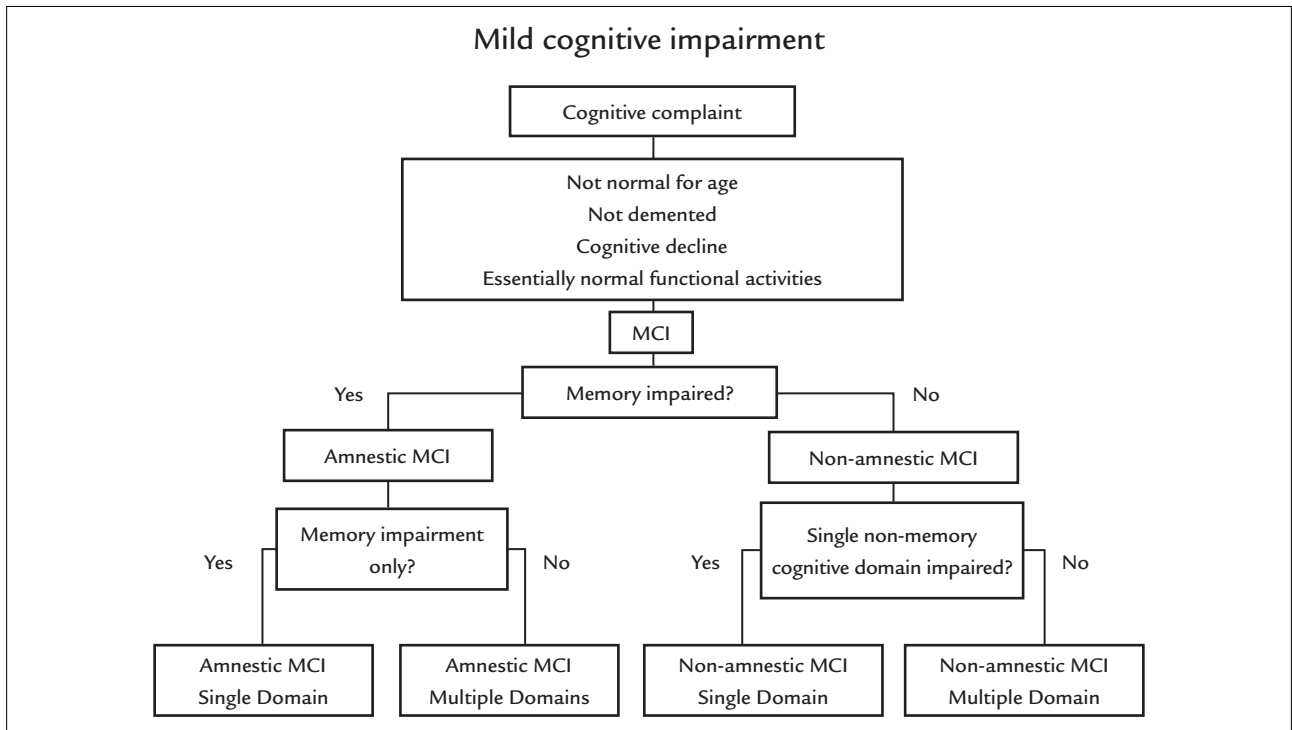 Mild cognitive impairment
Cognitive complaint
Not normal for age
Not demented
Cognitive decline
Essentially normal functional activities
MCI
Yes
Memory impaired?
No
Amnestic MCI
Non-amnestic MCI
Yes
Memory impairment
only?
No
Yes
Single non-memory
cognitive domain impaired?
No
Amnestic MCI
Single Domain
Amnestic MCI
Multiple Domains
Non-amnestic MCI
Single Domain
Non-amnestic MCI
Multiple Domain